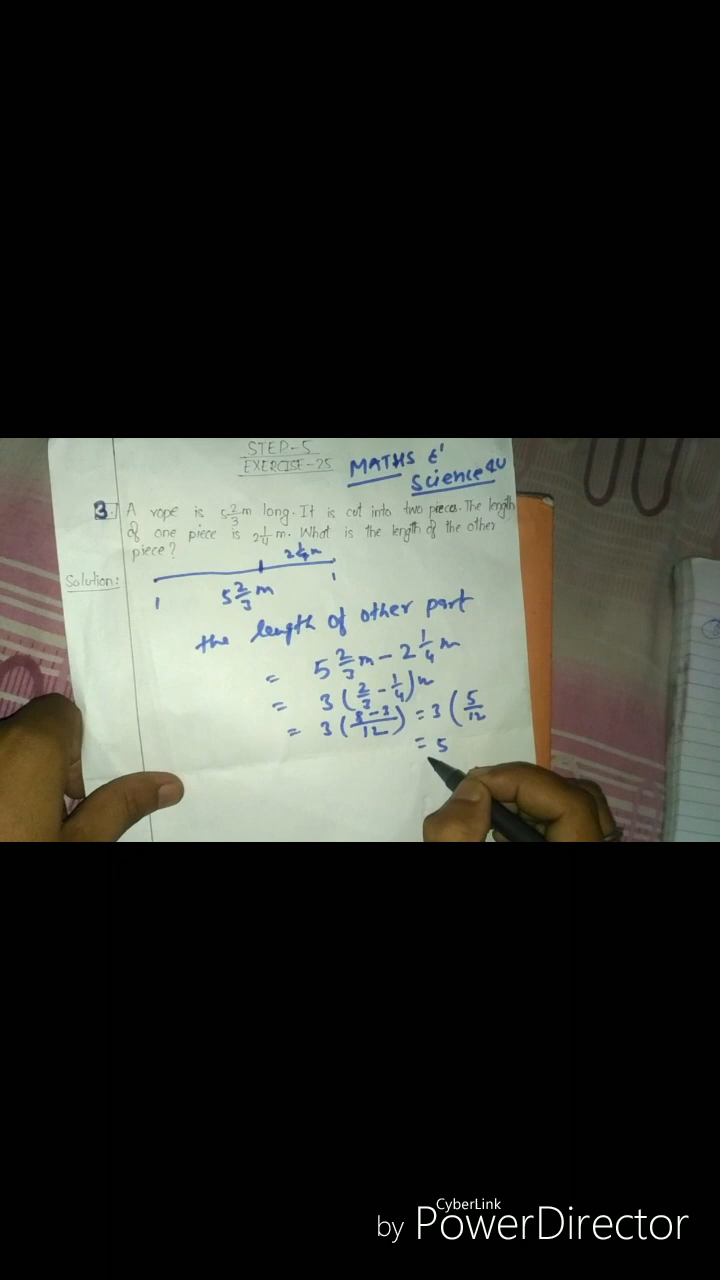 STEP-5
EXERCISE-25
MATHS &
Science 4U
3. A rope is 5 2/3 m long. It is cut into two pieces. The length
of one piece is 2 1/4 m. What is the length of the other
piece?
2 1/4 m
Solution:
5 2/3 m
the length of other part
= 5 2/3 m - 2 1/4 m
= 3 (2/3 - 1/4) m
= 3 (8-3/12) = 3 (5/12
= 5
CyberLink
by PowerDirector